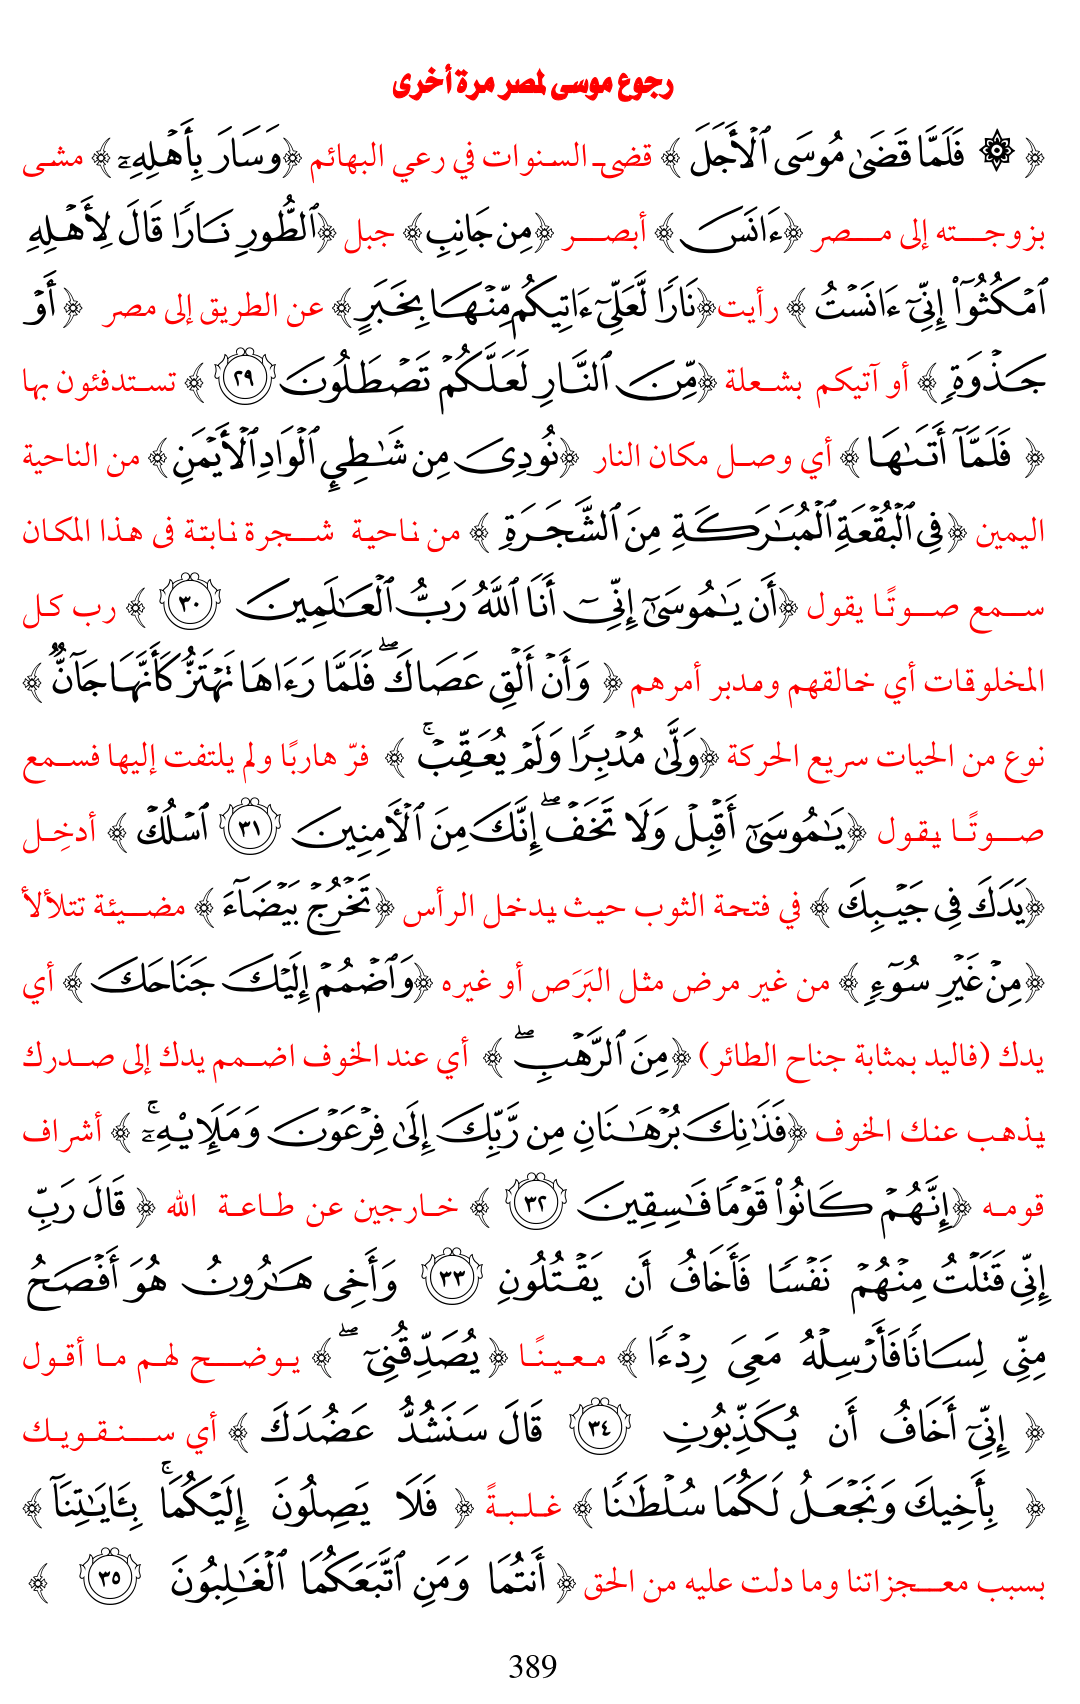 رجوع موسى لمصر مرة أخرى
﴿ ۞ فَلَمَّا قَضَىٰ مُوسَى ٱلۡأَجَلَ ﴾ قضى السنوات في رعي البهائم ﴿وَسَارَ بِأَهۡلِهِۦٓ﴾ مشى
بزوجته إلى مصر ﴿ءَانَسَ﴾ أبصر ﴿مِن جَانِبِ﴾ جبل ﴿ٱلطُّورِ نَارٗا قَالَ لِأَهۡلِهِ
ٱمۡكُثُوٓاْ إِنِّيٓ ءَانَسۡتُ ﴾ رأيت﴿نَارٗا لَّعَلِّيٓ ءَاتِيكُم مِّنۡهَا بِخَبَرٍ﴾ عن الطريق إلى مصر ﴿ أَوۡ
جَذۡوَةٖ﴾ أو آتيكم بشعلة ﴿مِّنَ ٱلنَّارِ لَعَلَّكُمۡ تَصۡطَلُونَ ٢٩ ﴾ تستدفئون بها
﴿ فَلَمَّآ أَتَىٰهَا﴾ أي وصل مكان النار ﴿نُودِيَ مِن شَٰطِيِٕ ٱلۡوَادِ ٱلۡأَيۡمَنِ﴾ من الناحية
اليمين ﴿فِي ٱلۡبُقۡعَةِ ٱلۡمُبَٰرَكَةِ مِنَ ٱلشَّجَرَةِ ﴾ من ناحية شجرة نابتة فى هذا المكان
سمع صوتًا يقول ﴿أَن يَٰمُوسَىٰٓ إِنِّيٓ أَنَا ٱللَّهُ رَبُّ ٱلۡعَٰلَمِينَ ٣٠ ﴾ رب كل
المخلوقات أي خالقهم ومدبر أمرهم ﴿ وَأَنۡ أَلۡقِ عَصَاكَۖ فَلَمَّا رَءَاهَا تَهۡتَزُّ كَأَنَّهَا جَآنّٞ ﴾
نوع من الحيات سريع الحركة ﴿وَلَّىٰ مُدۡبِرٗا وَلَمۡ يُعَقِّبۡۚ ﴾ فرّ هاربًا ولم يلتفت إليها فسمع
صوتًا يقول ﴿يَٰمُوسَىٰٓ أَقۡبِلۡ وَلَا تَخَفۡۖ إِنَّكَ مِنَ ٱلۡأٓمِنِينَ ٣١ ٱسۡلُكۡ ﴾ أدخِل
﴿يَدَكَ فِي جَيۡبِكَ ﴾ في فتحة الثوب حيث يدخل الرأس ﴿تَخۡرُجۡ بَيۡضَآءَ﴾ مضيئة تتلألأ
﴿مِنۡ غَيۡرِ سُوٓءٖ ﴾ من غير مرض مثل البَرَص أو غيره ﴿وَٱضۡمُمۡ إِلَيۡكَ جَنَاحَكَ ﴾ أي
يدك (فاليد بمثابة جناح الطائر) ﴿مِنَ ٱلرَّهۡبِۖ ﴾ أي عند الخوف اضمم يدك إلى صدرك
يذهب عنك الخوف ﴿فَذَٰنِكَ بُرۡهَٰنَانِ مِن رَّبِّكَ إِلَىٰ فِرۡعَوۡنَ وَمَلَإِيْهِۦٓۚ ﴾ أشراف
قومه ﴿إِنَّهُمۡ كَانُواْ قَوۡمٗا فَٰسِقِينَ ٣٢ ﴾ خارجين عن طاعة الله ﴿ قَالَ رَبِّ
إِنِّي قَتَلۡتُ مِنۡهُمۡ نَفۡسٗا فَأَخَافُ أَن يَقۡتُلُونِ ٣٣ وَأَخِي هَٰرُونُ هُوَ أَفۡصَحُ
مِنِّي لِسَانٗا فَأَرۡسِلۡهُ مَعِيَ رِدۡءٗا ﴾ معينًا ﴿ يُصَدِّقُنِيٓۖ ﴾ يوضح لهم ما أقول
﴿ إِنِّيٓ أَخَافُ أَن يُكَذِّبُونِ ٣٤ قَالَ سَنَشُدُّ عَضُدَكَ ﴾ أي سنقويك
﴿ بِأَخِيكَ وَنَجۡعَلُ لَكُمَا سُلۡطَٰنٗا ﴾ غلبةً ﴿ فَلَا يَصِلُونَ إِلَيۡكُمَا ۚ بِـَٔايَٰتِنَآ ﴾
بسبب معجزاتنا وما دلت عليه من الحق ﴿ أَنتُمَا وَمَنِ ٱتَّبَعَكُمَا ٱلۡغَٰلِبُونَ ٣٥ ﴾
389